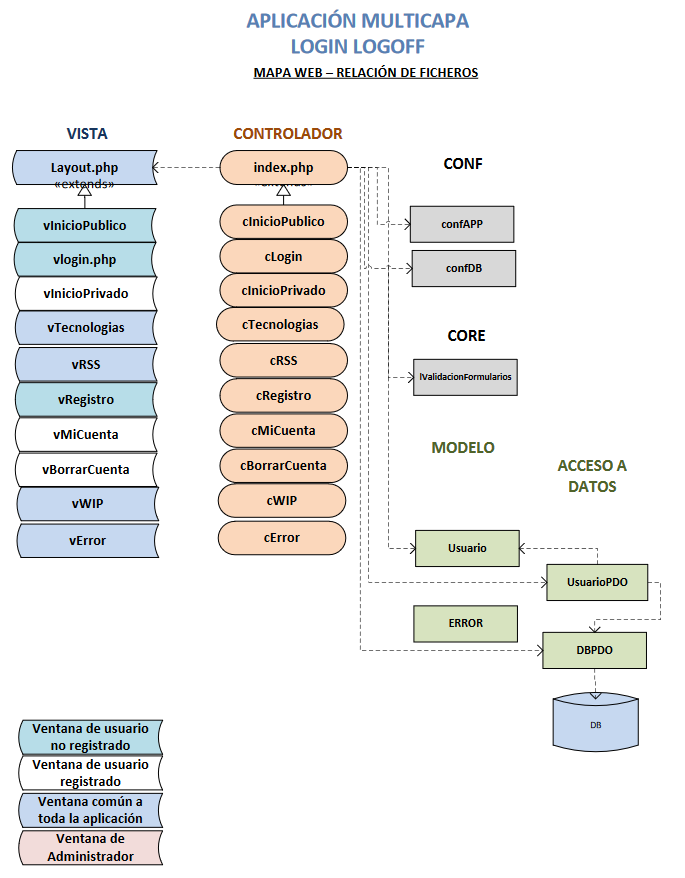 APLICACIÓN MULTICAPA
LOGIN LOGOFF
MAPA WEB – RELACIÓN DE FICHEROS
VISTA
CONTROLADOR
Layout.php
«extends»
index.php
«extends»
CONF
vInicioPublico
cInicioPublico
confAPP
vlogin.php
cLogin
confDB
vInicioPrivado
cInicioPrivado
vTecnologias
cTecnologias
CORE
vRSS
cRSS
lValidacionFormularios
vRegistro
cRegistro
vMiCuenta
cMiCuenta
MODELO
vBorrarCuenta
cBorrarCuenta
ACCESO A
DATOS
vWIP
cWIP
vError
cError
Usuario
UsuarioPDO
ERROR
DBPDO
DB
Ventana de usuario
no registrado
Ventana de usuario
registrado
Ventana común a
toda la aplicación
Ventana de
Administrador